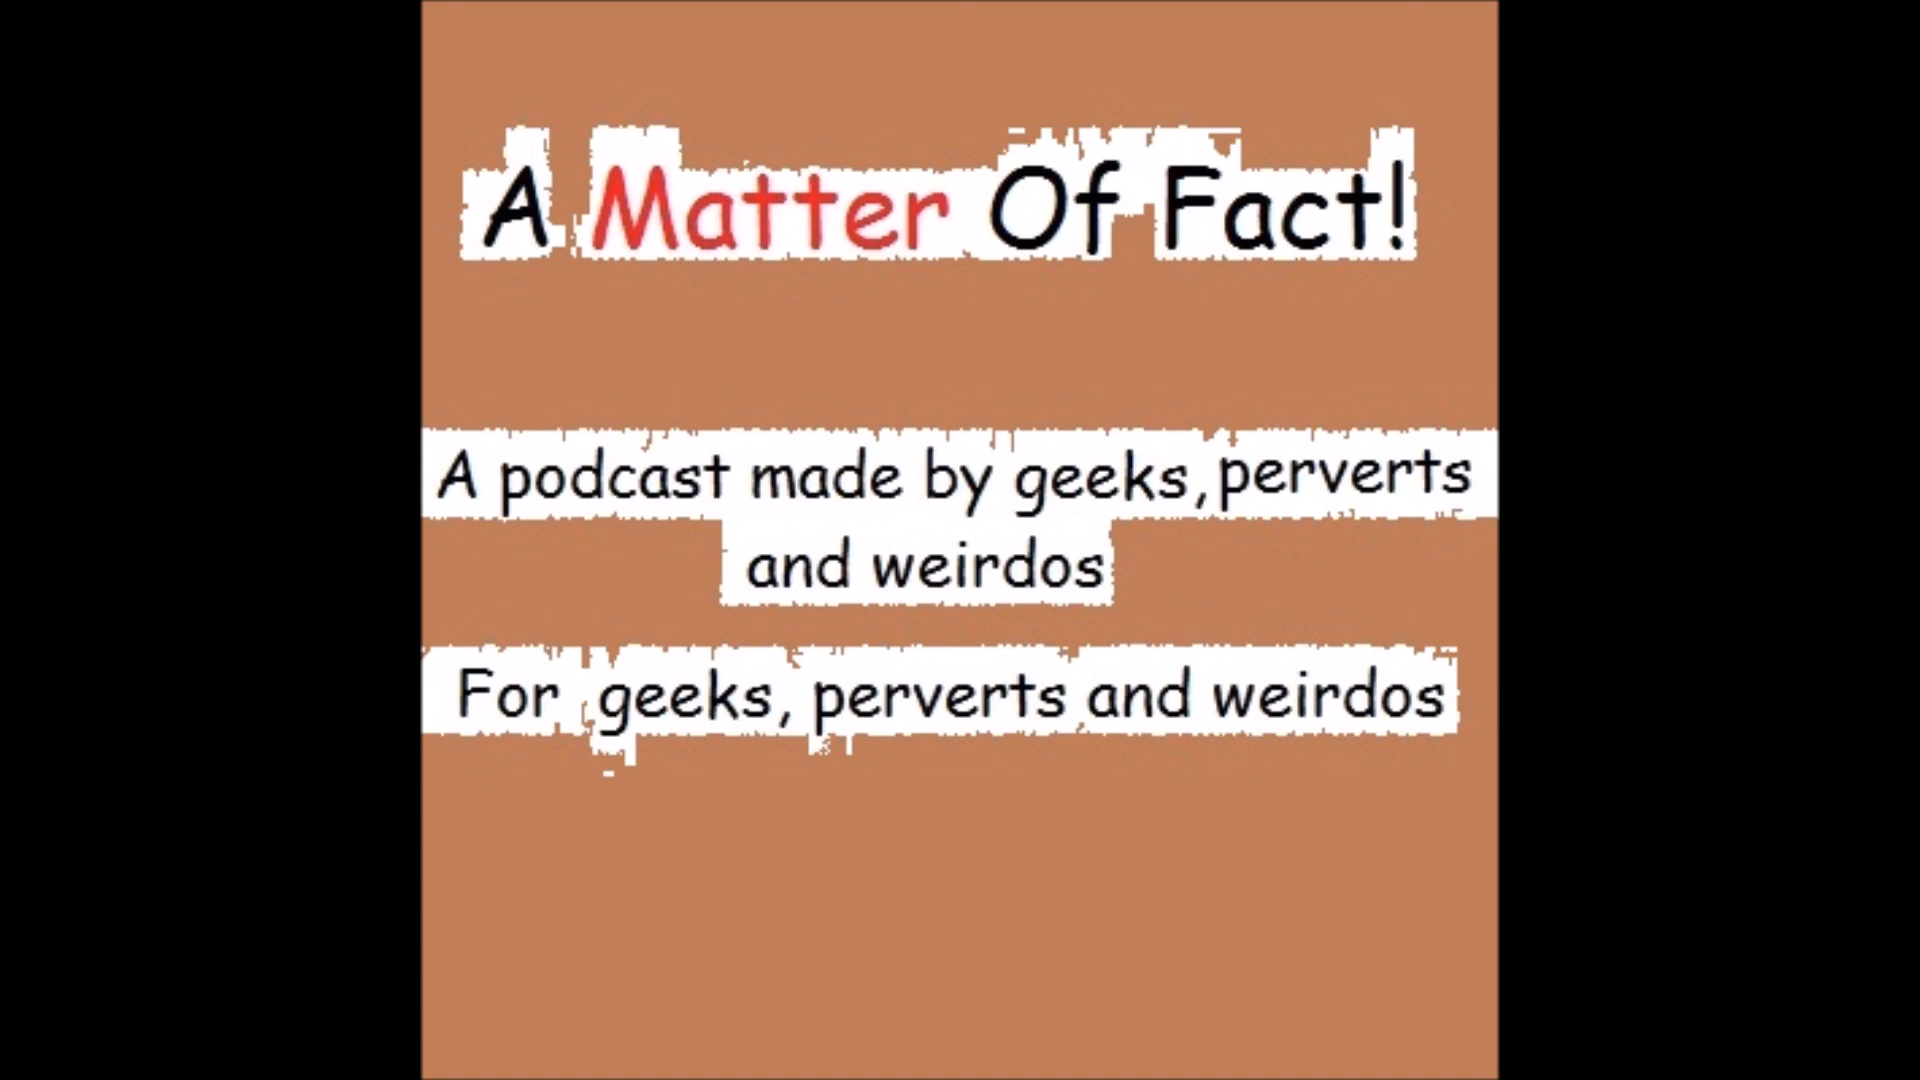 A Matter Of Fact!
A podcast made by geeks, perverts
and weirdos
For geeks, perverts and weirdos